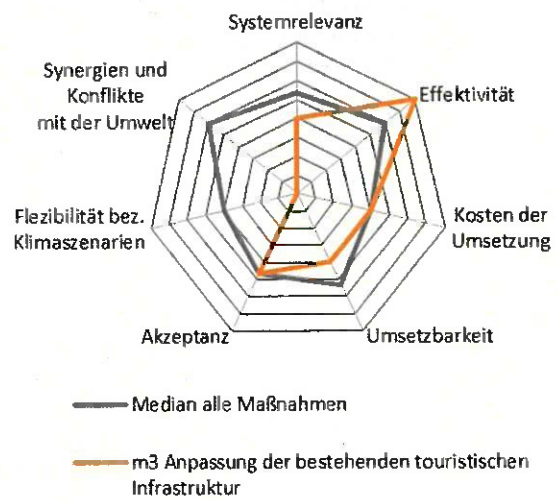 Systemrelevanz
Synergien und
Konflikte
mit der Umwelt
Effektivität
Flezibilität bez.
Klimaszenarien
Kosten der
Umsetzung
Akzeptanz
Umsetzbarkeit
Median alle Maßnahmen
m3 Anpassung der bestehenden touristischen
Infrastruktur